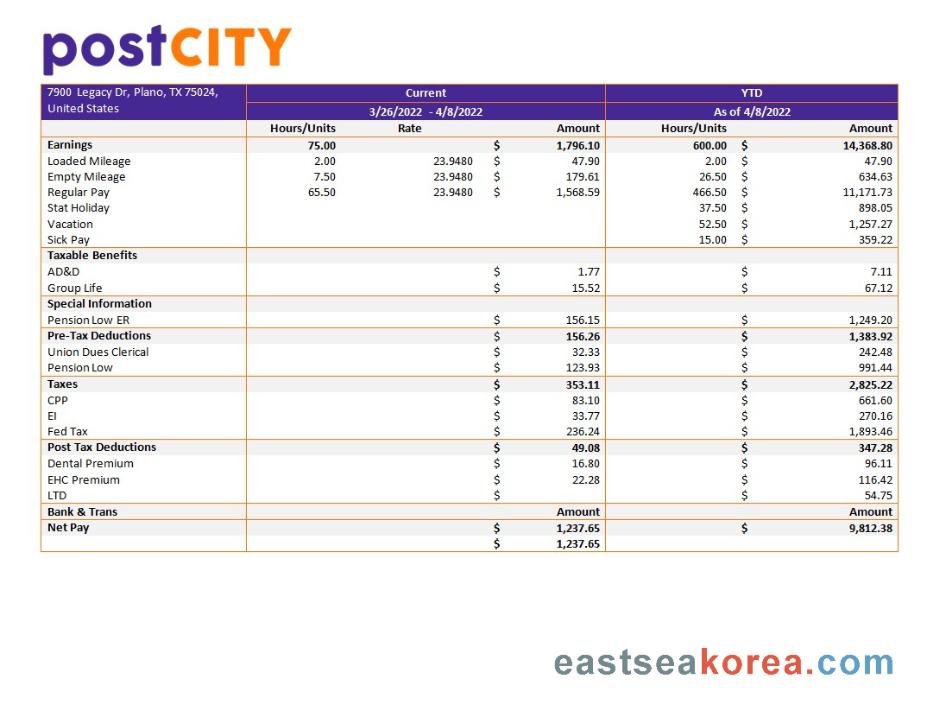 postCITY
7900 Legacy Dr, Plano, TX 75024, Current YTD
United States 3/26/2022 - 4/8/2022 As of 4/8/2022
Hours/Units Rate Amount Hours/Units Amount
Earnings 75.00 $ 1,796.10 600.00 $ 14,368.80
Loaded Mileage 2.00 23.9480 $ 47.90 2.00 $ 47.90
Empty Mileage 7.50 23.9480 $ 179.61 26.50 $ 634.63
Regular Pay 65.50 23.9480 $ 1,568.59 466.50 $ 11,171.73
Stat Holiday 37.50 $ 898.05
Vacation 52.50 $ 1,257.27
Sick Pay 15.00 $ 359.22
Taxable Benefits
AD&D $ 1.77 $ 7.11
Group Life $ 15.52 $ 67.12
Special Information
Pension Low ER $ 156.15 $ 1,249.20
Pre-Tax Deductions $ 156.26 $ 1,383.92
Union Dues Clerical $ 32.33 $ 242.48
Pension Low $ 123.93 $ 991.44
Taxes $ 353.11 $ 2,825.22
CPP $ 83.10 $ 661.60
EI $ 33.77 $ 270.16
Fed Tax $ 236.24 $ 1,893.46
Post Tax Deductions $ 49.08 $ 347.28
Dental Premium $ 16.80 $ 96.11
EHC Premium $ 22.28 $ 116.42
LTD $ $ 54.75
Bank & Trans Amount Amount
Net Pay $ 1,237.65 $ 9,812.38
$ 1,237.65
eastseakorea.com